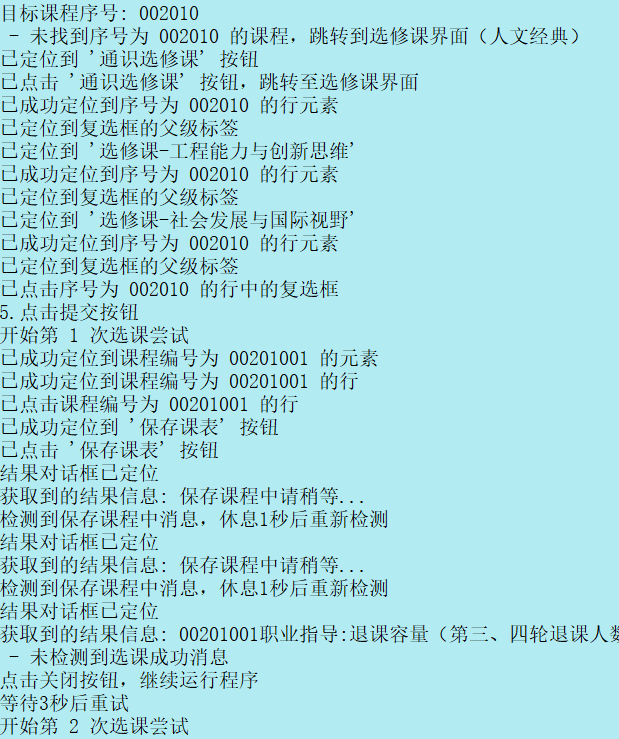 目标课程序号: 002010
- 未找到序号为 002010 的课程，跳转到选修课界面（人文经典）
已定位到 '通识选修课' 按钮
已点击 '通识选修课' 按钮，跳转至选修课界面
已成功定位到序号为 002010 的行元素
已定位到复选框的父级标签
已定位到 '选修课-工程能力与创新思维'
已成功定位到序号为 002010 的行元素
已定位到复选框的父级标签
已定位到 '选修课-社会发展与国际视野'
已成功定位到序号为 002010 的行元素
已定位到复选框的父级标签
已点击序号为 002010 的行中的复选框
5.点击提交按钮
开始第 1 次选课尝试
已成功定位到课程编号为 00201001 的元素
已成功定位到课程编号为 00201001 的行
已点击课程编号为 00201001 的行
已成功定位到 '保存课表' 按钮
已点击 '保存课表' 按钮
结果对话框已定位
获取到的结果信息: 保存课程中请稍等...
检测到保存课程中消息，休息1秒后重新检测
结果对话框已定位
获取到的结果信息: 保存课程中请稍等...
检测到保存课程中消息，休息1秒后重新检测
结果对话框已定位
获取到的结果信息: 00201001职业指导:退课容量（第三、四轮退课人数
- 未检测到选课成功消息
点击关闭按钮，继续运行程序
等待3秒后重试
开始第 2 次选课尝试